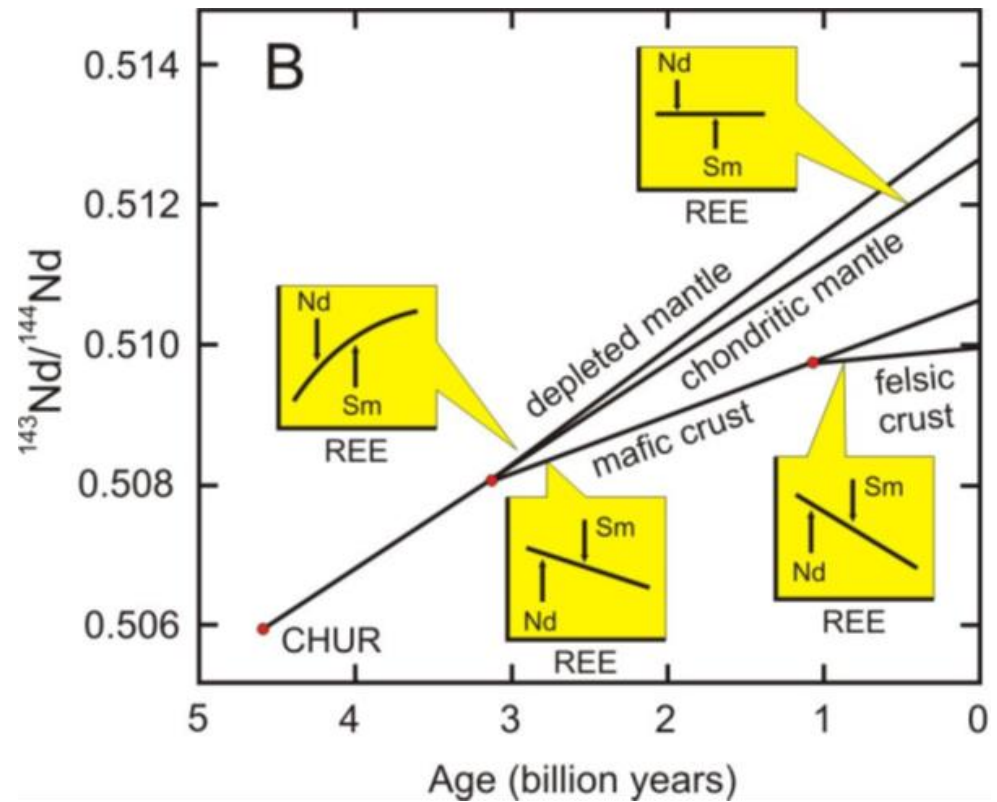 B
0.514
0.512
0.510
0.508
0.506
143Nd/144Nd
Nd
Sm
REE
depleted mantle
chondritic mantle
Nd
Sm
REE
mafic crust
felsic
crust
Sm
Nd
REE
Sm
Nd
REE
CHUR
5
4
3
2
1
0
Age (billion years)